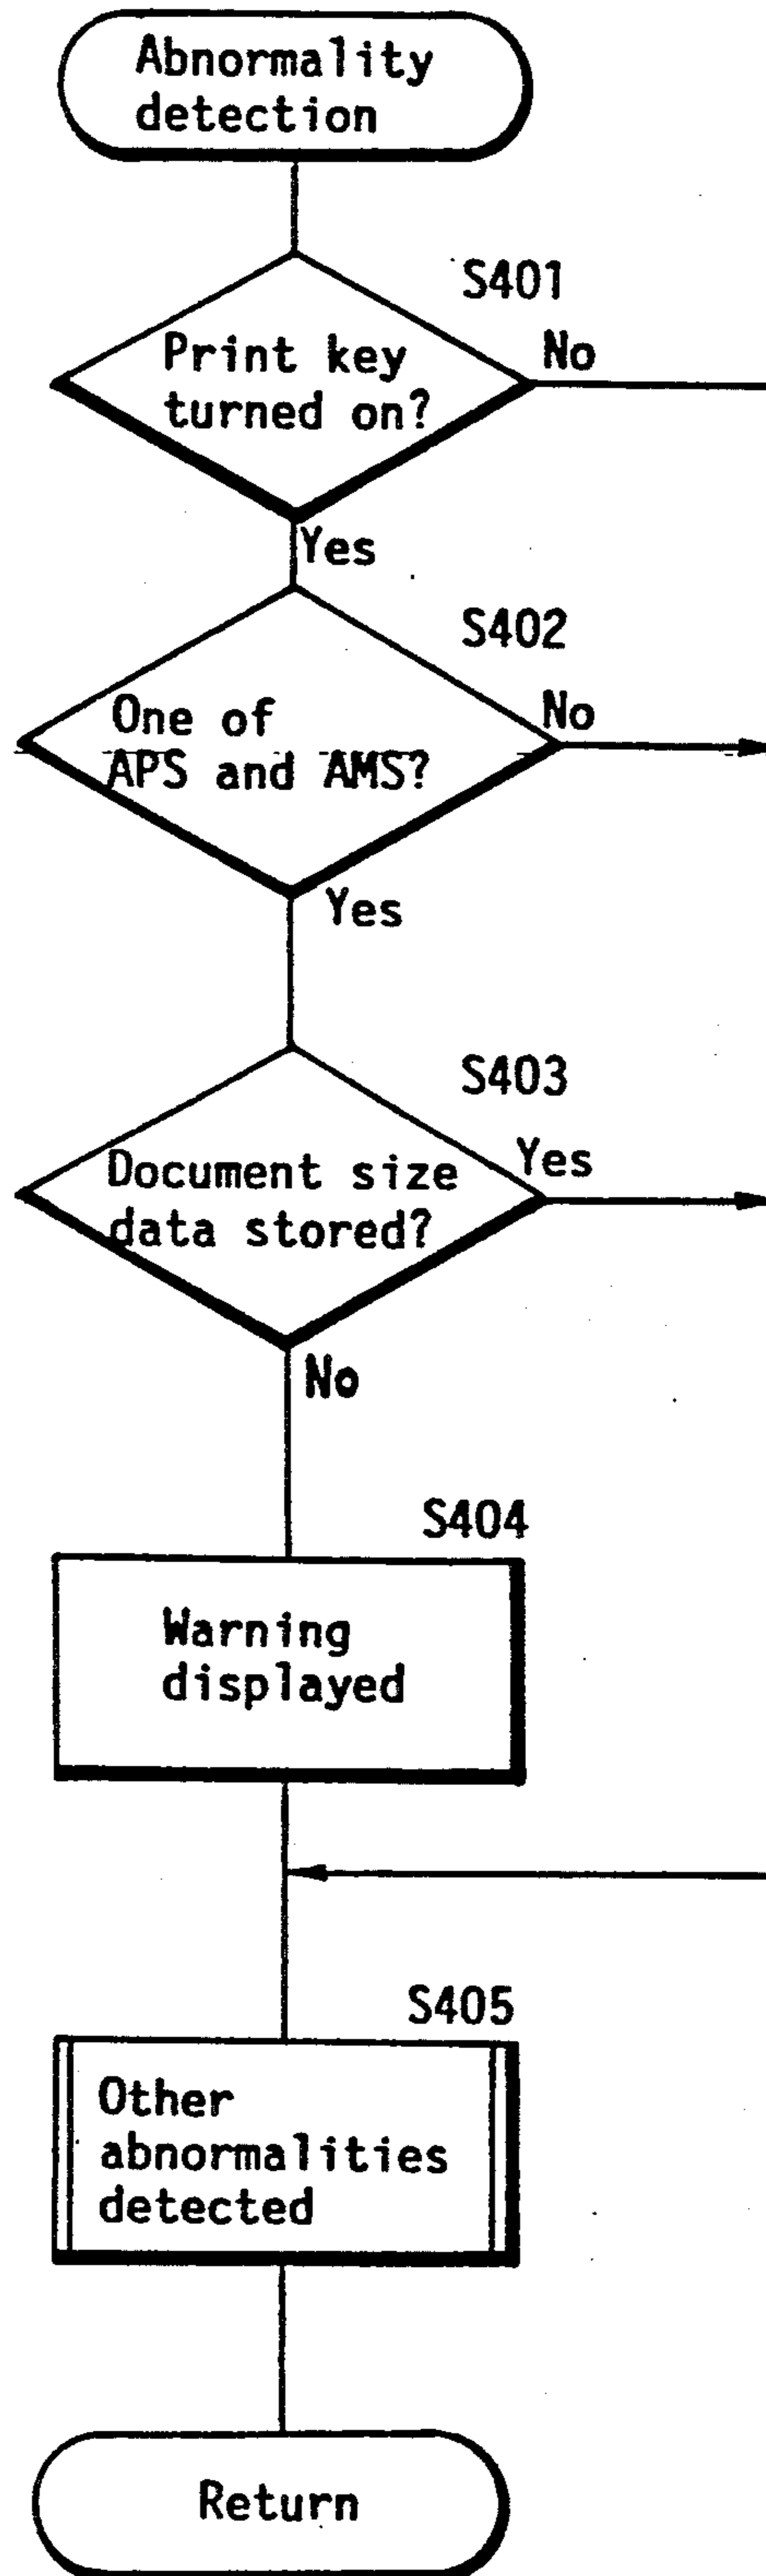 Abnormality
detection
S401
Print key
turned on?
No
Yes
S402
One of
APS and AMS?
No
Yes
S403
Document size
data stored?
Yes
No
S404
Warning
displayed
S405
Other
abnormalities
detected
Return